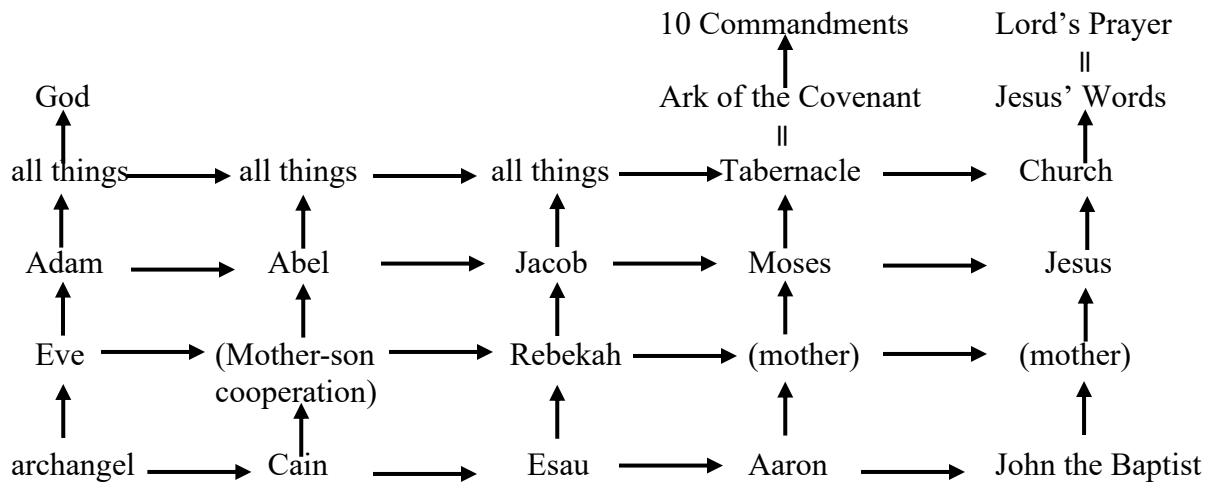 10 Commandments Lord’s Prayer
=
God Ark of the Covenant Jesus’ Words
=
all things all things all things Tabernacle Church
Adam Abel Jacob Moses Jesus
Eve (Mother-son Rebekah (mother) (mother)
cooperation)
archangel Cain Esau Aaron John the Baptist